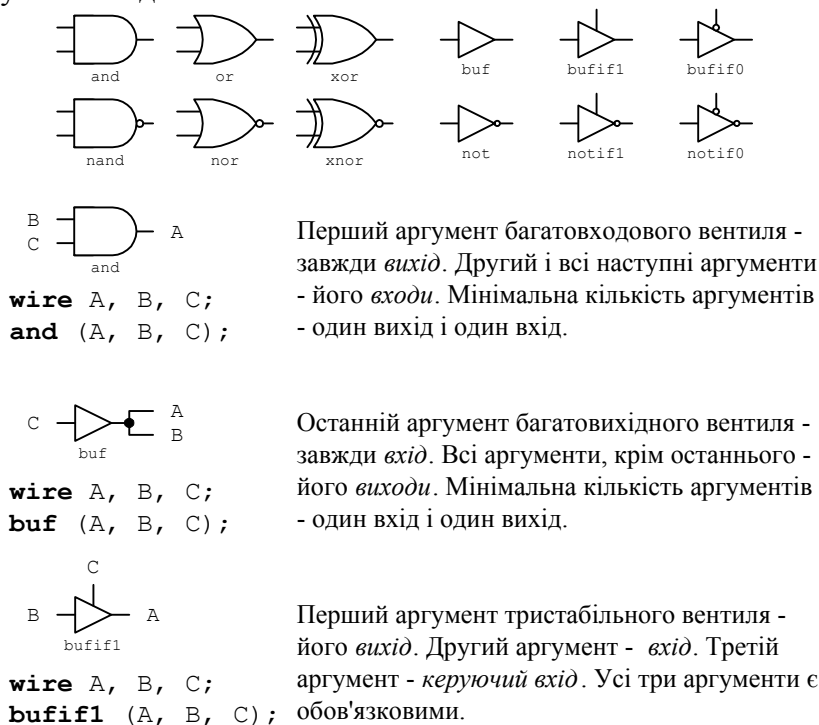 and or xor buf bufif1 bufif0
nand nor xnor not notif1 notif0
B
C
A
and
wire A, B, C;
and (A, B, C);
Перший аргумент багатовходового вентиля -
завжди вихід. Другий і всі наступні аргументи
- його входи. Мінімальна кількість аргументів
- один вихід і один вхід.
C
A
B
buf
wire A, B, C;
buf (A, B, C);
Останній аргумент багатовихідного вентиля -
завжди вхід. Всі аргументи, крім останнього -
його виходи. Мінімальна кількість аргументів
- один вхід і один вихід.
C
B
A
bufif1
wire A, B, C;
bufif1 (A, B, C);
Перший аргумент тристабільного вентиля -
його вихід. Другий аргумент - вхід. Третій
аргумент - керуючий вхід. Усі три аргументи є
обов'язковими.